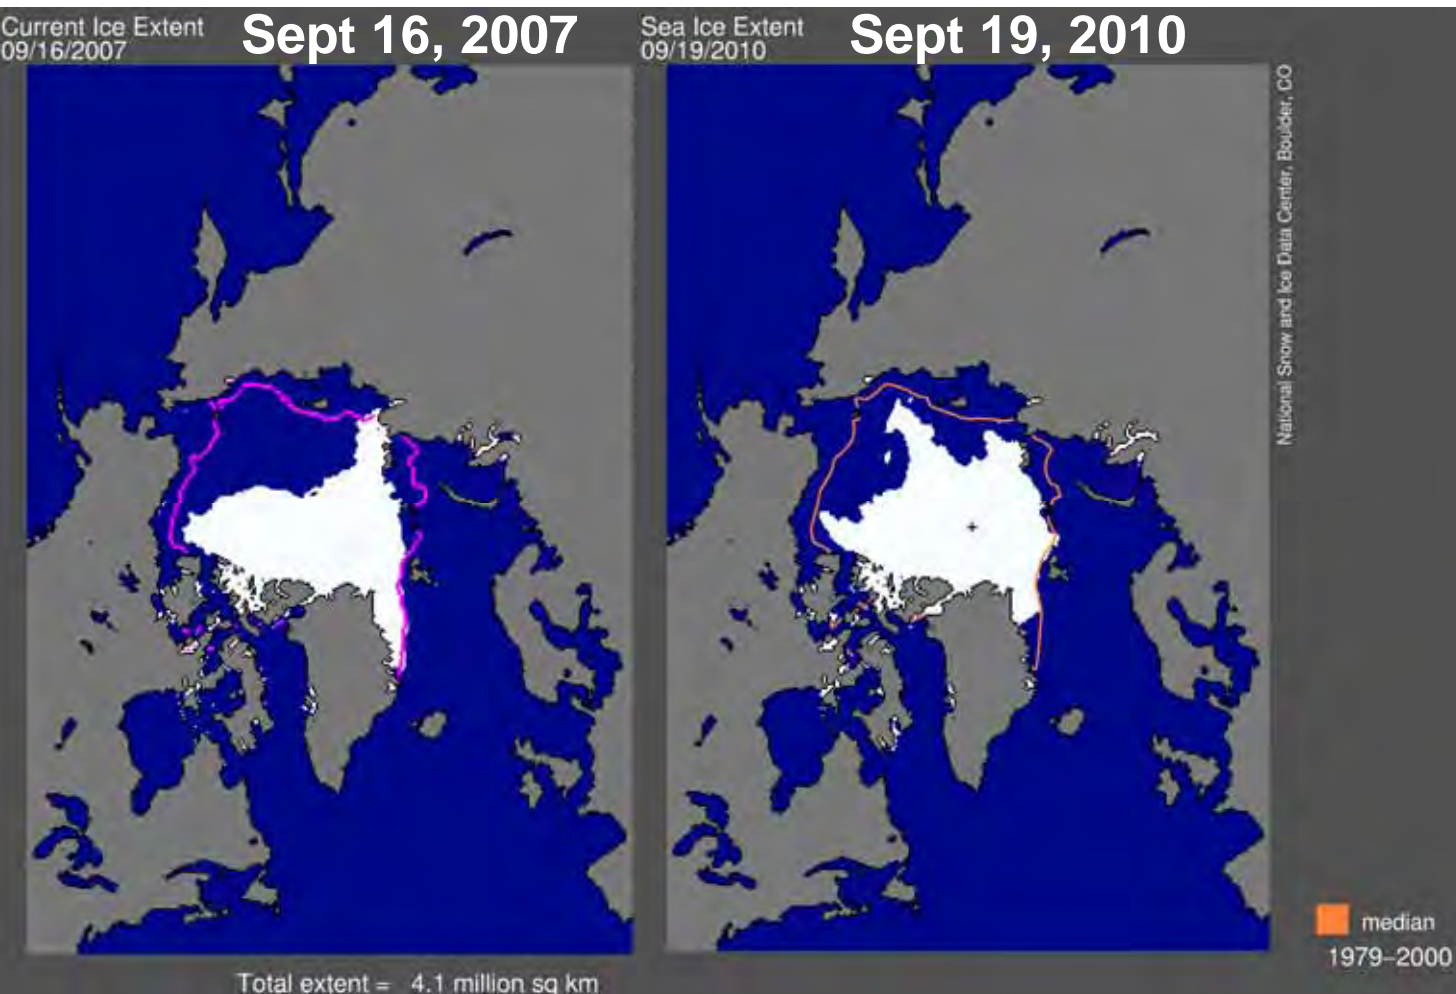 Current Ice Extent
09/16/2007
Sept 16, 2007
Sea Ice Extent
09/19/2010
Sept 19, 2010
National Snow and Ice Data Center, Boulder, CO
median
1979–2000
Total extent = 4.1 million sq km